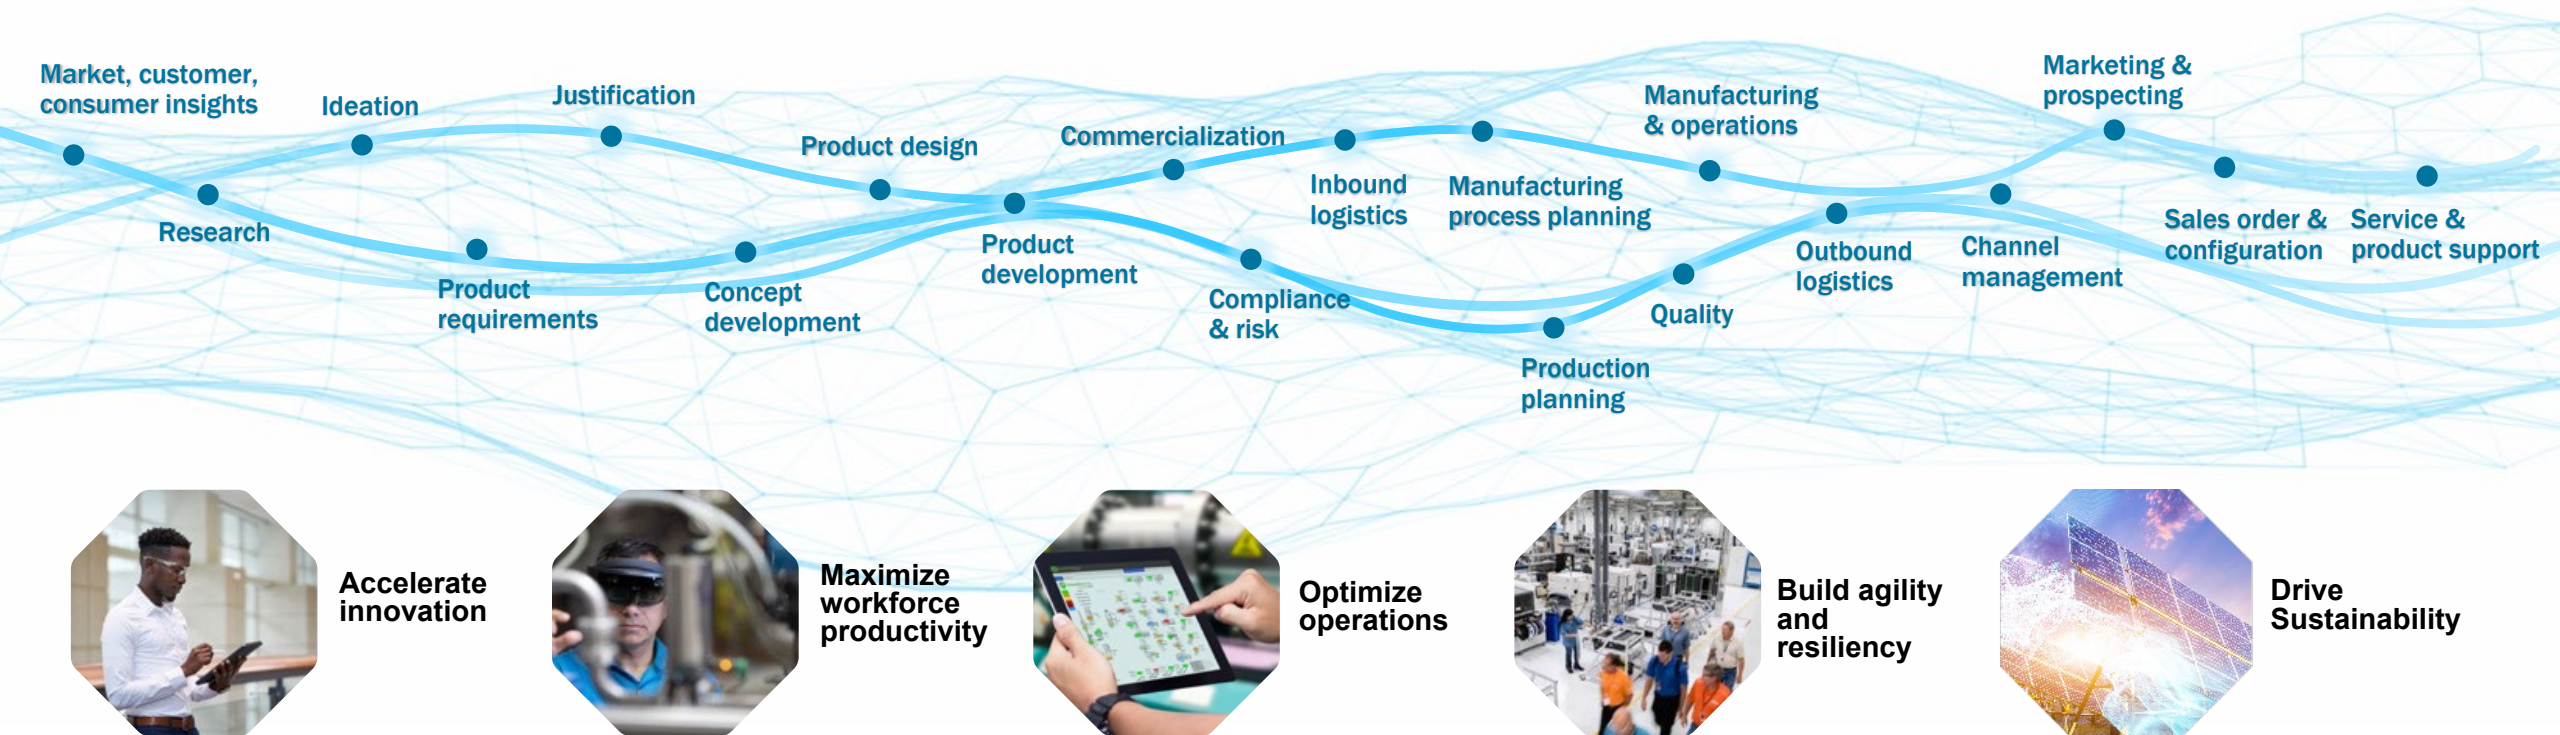 Market, customer,
consumer insights
Research
Ideation
Product
requirements
Justification
Concept
development
Product design
Product
development
Commercialization
Compliance
& risk
Inbound
logistics
Manufacturing
process planning
Production
planning
Manufacturing
& operations
Quality
Outbound
logistics
Channel
management
Marketing &
prospecting
Sales order &
configuration
Service &
product support
Accelerate
innovation
Maximize
workforce
productivity
Optimize
operations
Build agility
and
resiliency
Drive
Sustainability